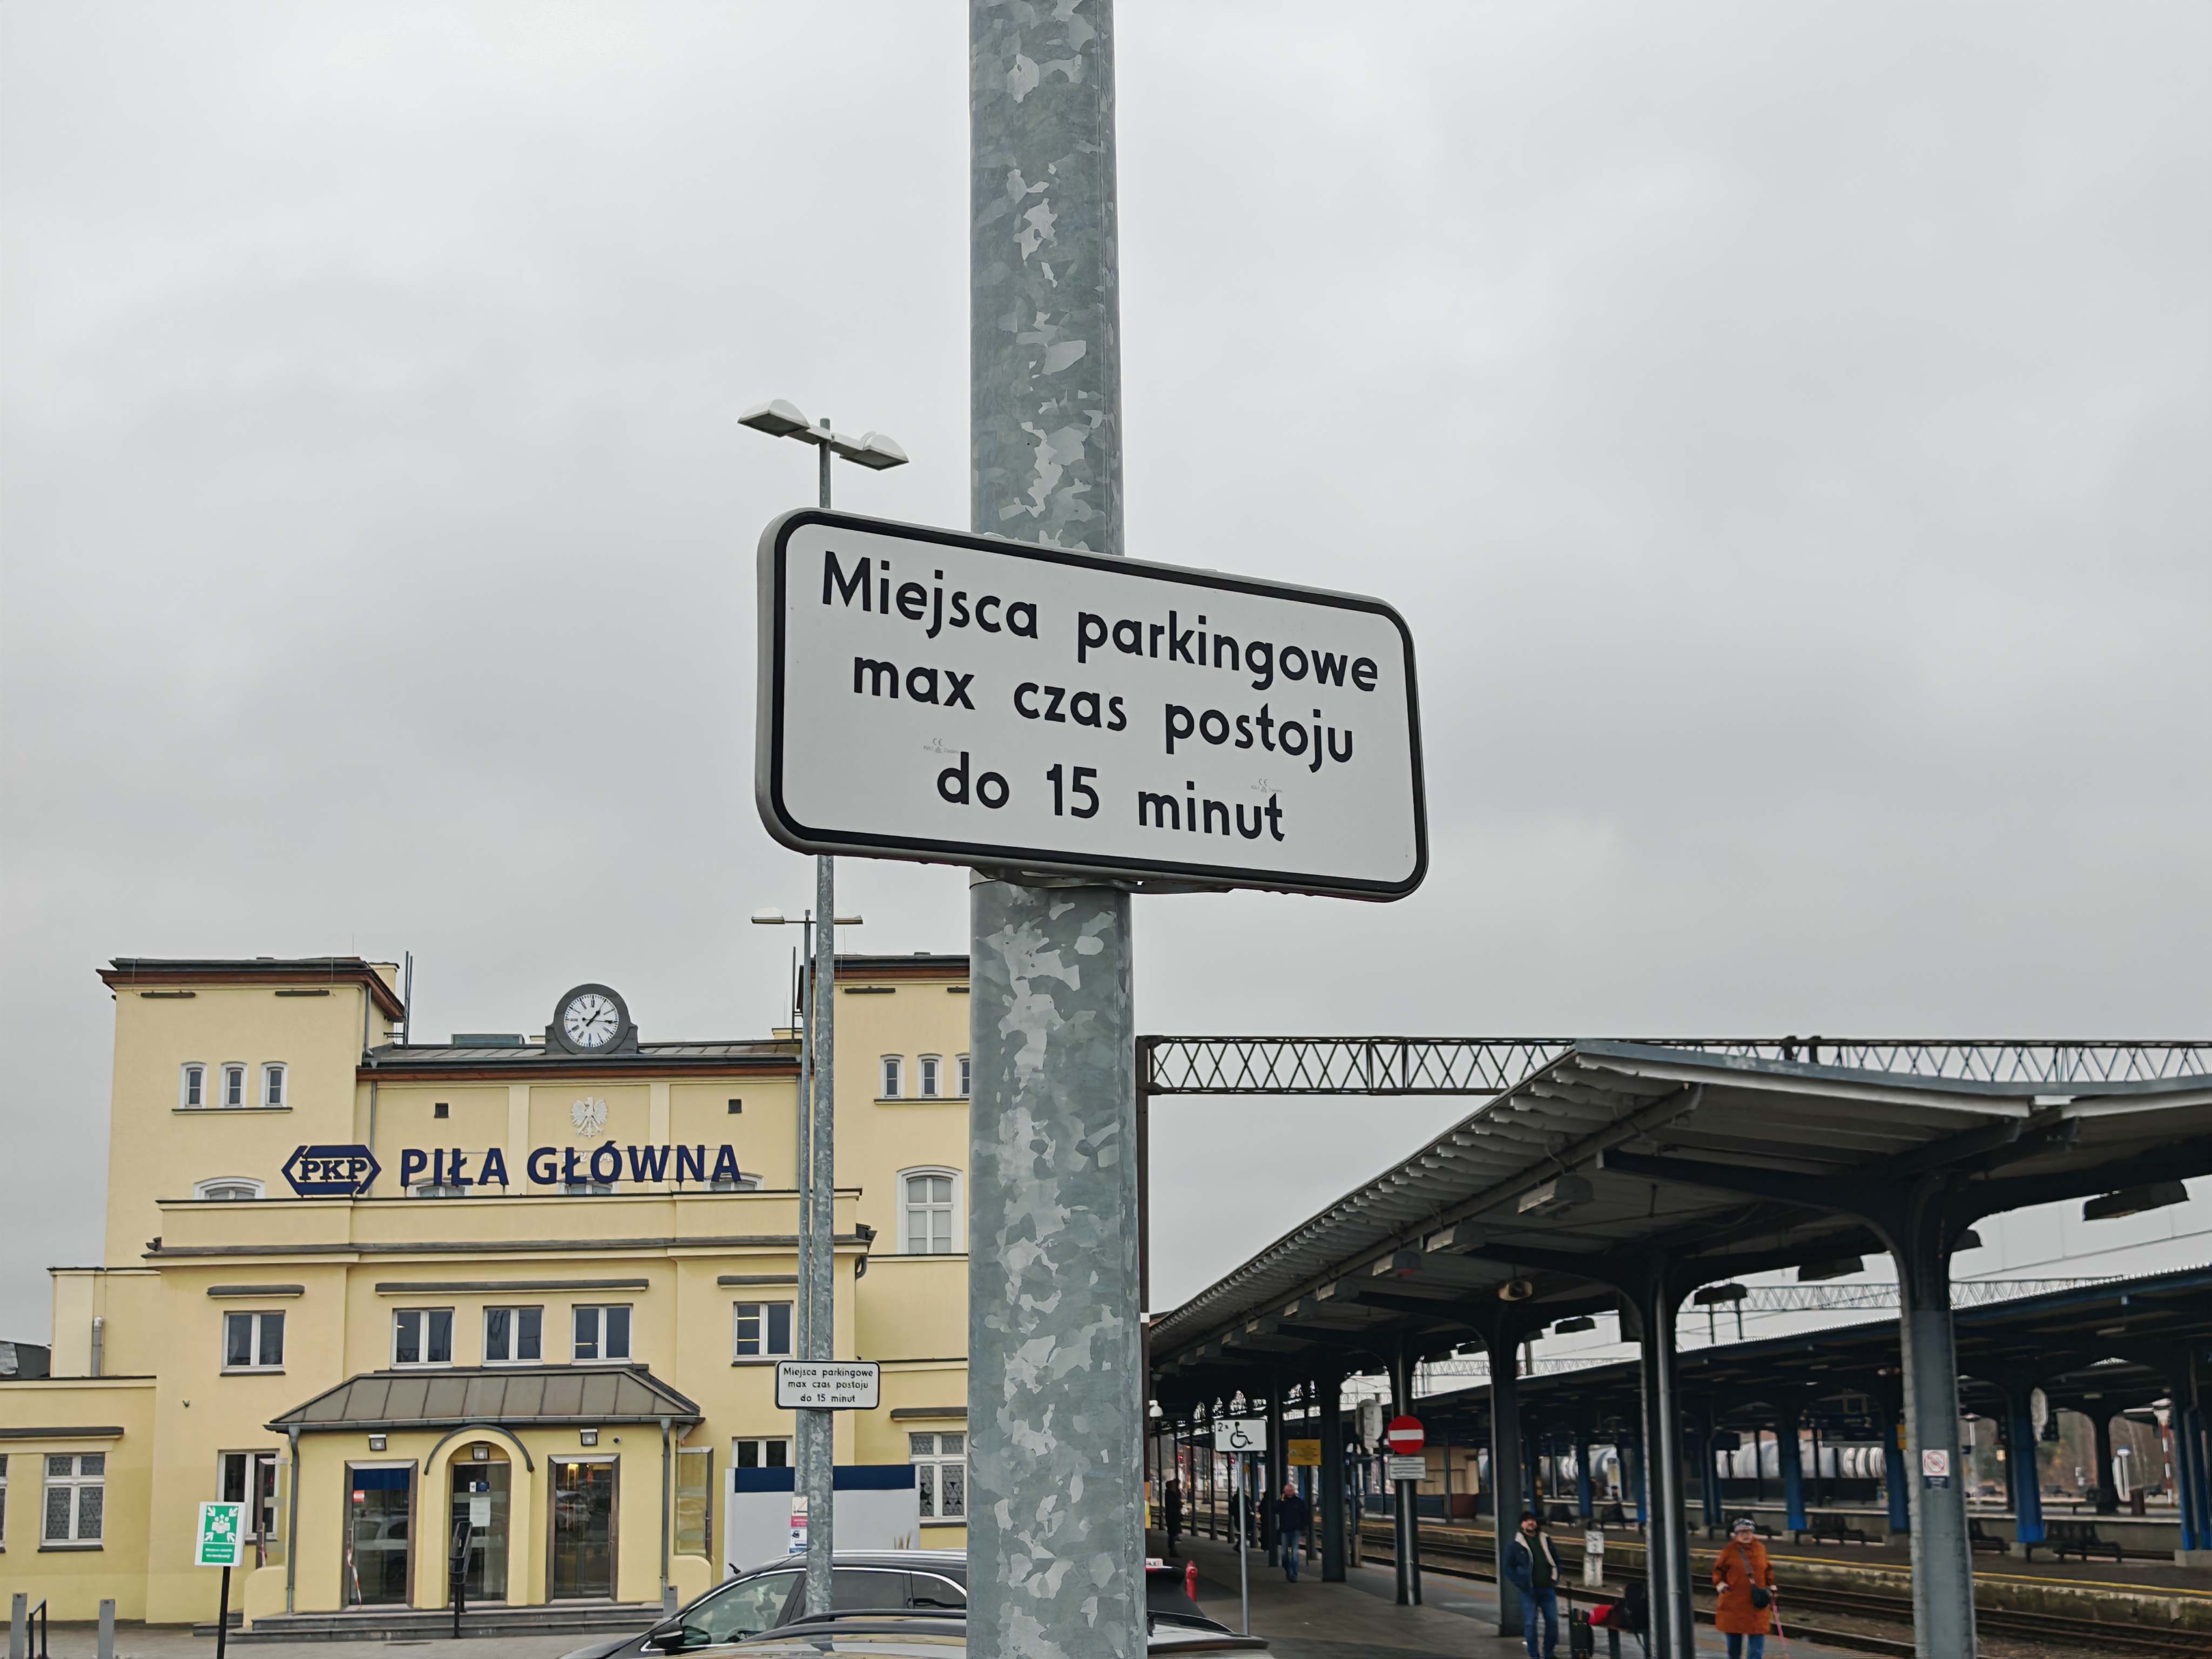 Miejsca parkingowe
max czas postoju
do 15 minut
PKP PIŁA GŁÓWNA
Miejsca parkingowe
max czas postoju
do 15 minut
2x